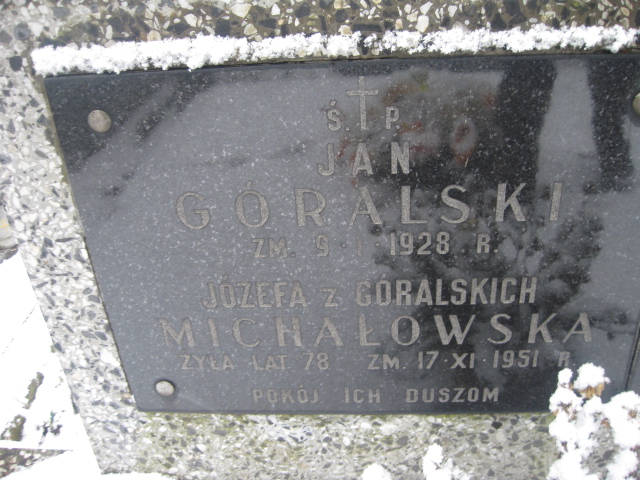 Ś. P.
JAN
GÓRALSKI
ZM. 9 · I · 1928 R.
JÓZEFA z GÓRALSKICH
MICHAŁOWSKA
ŻYŁA LAT 78 ZM. 17 · XI · 1951 R.
POKÓJ ICH DUSZOM